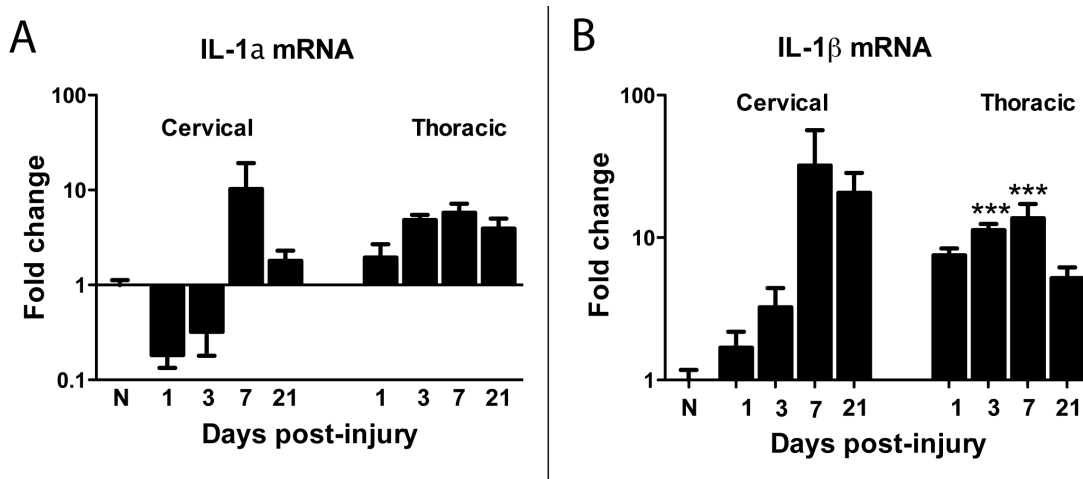 A
IL-1a mRNA
100
10
1
0.1
Fold change
Cervical
Thoracic
N 1 3 7 21 1 3 7 21
Days post-injury
B
IL-1β mRNA
100
10
1
Fold change
Cervical
Thoracic
*** ***
N 1 3 7 21 1 3 7 21
Days post-injury